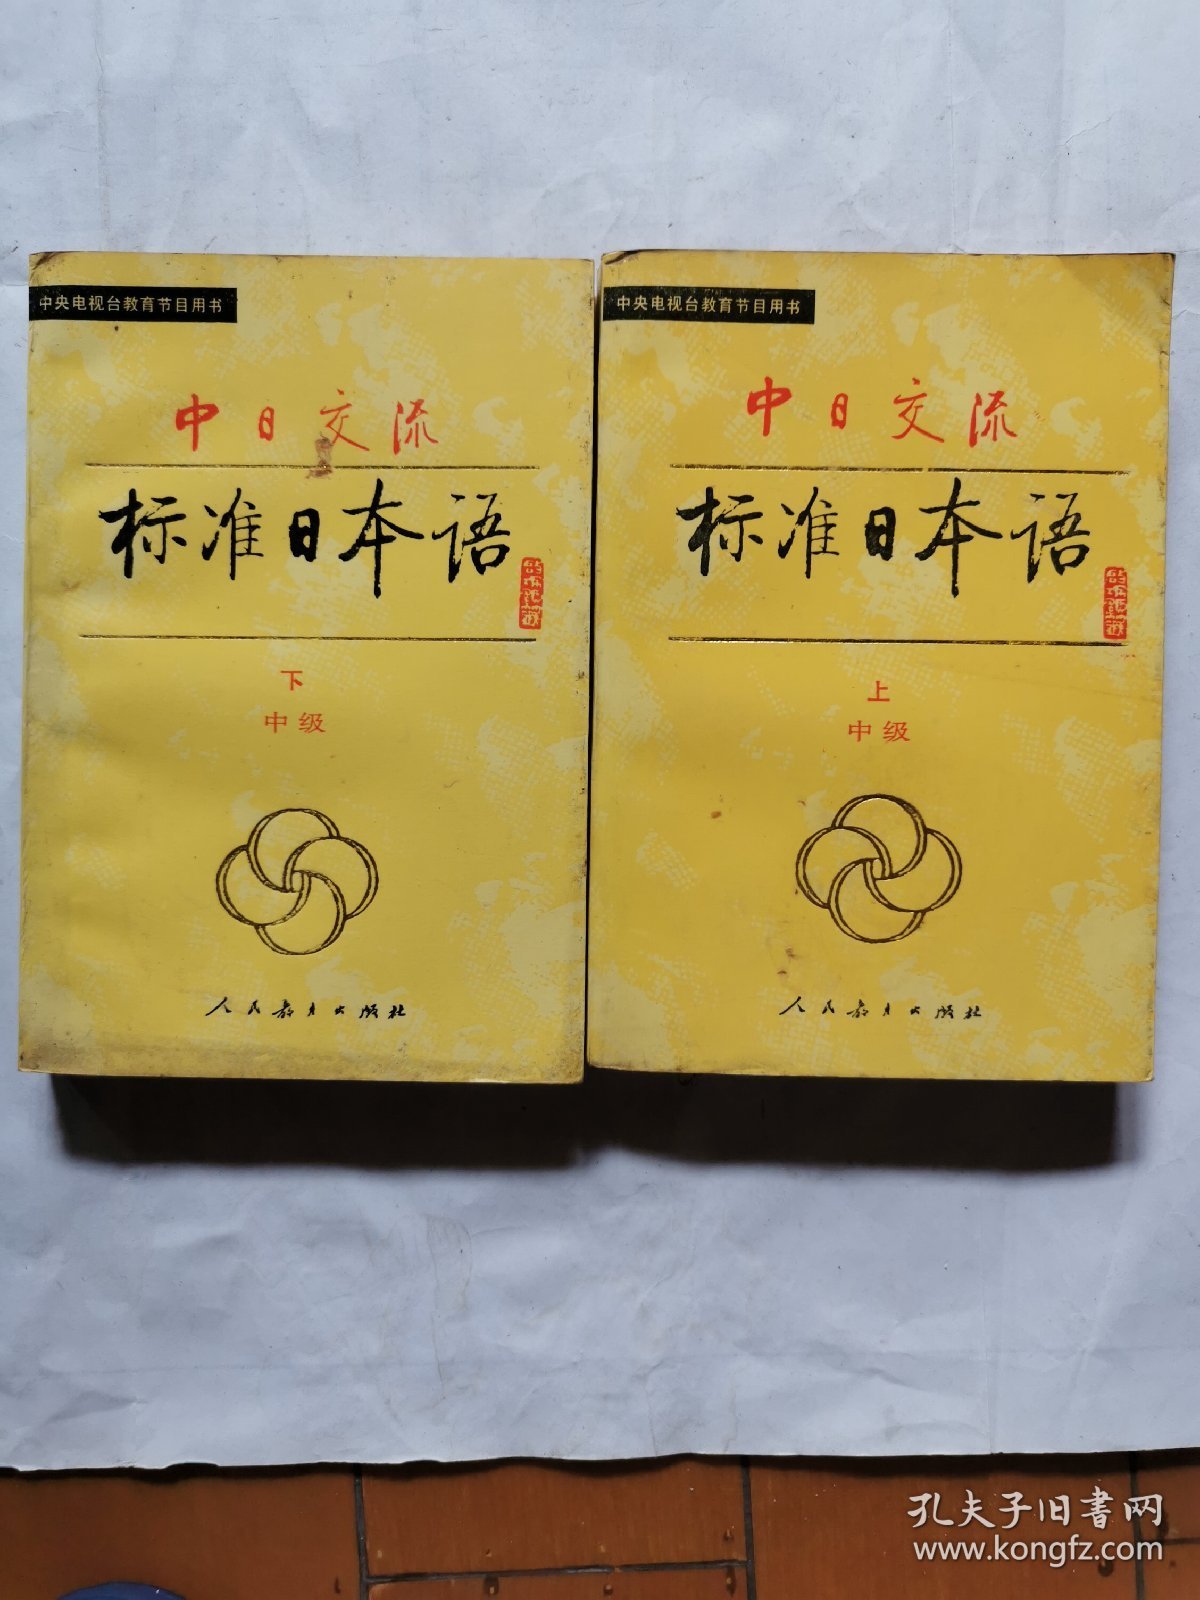 中央电视台教育节目用书
中日交流
标准日本语
下
中级
人民教育出版社
中央电视台教育节目用书
中日交流
标准日本语
上
中级
人民教育出版社
孔夫子旧书网
www.kongfz.com